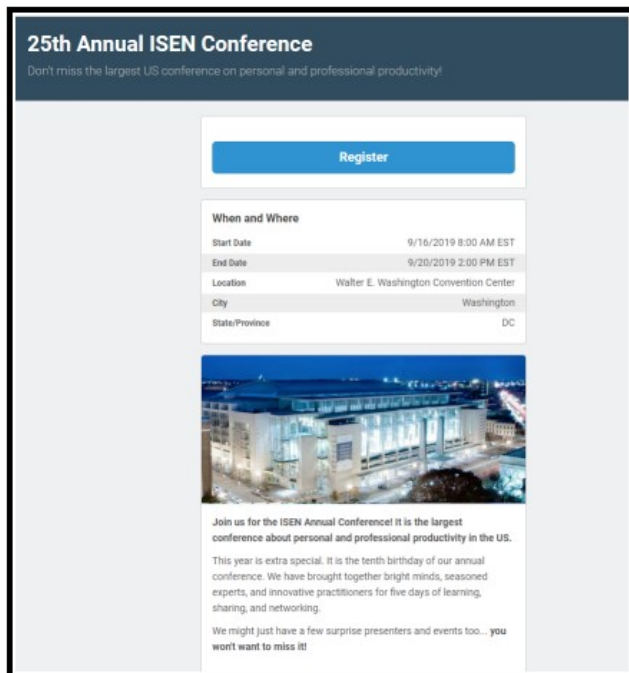 25th Annual ISEN Conference
Don't miss the largest US conference on personal and professional productivity!
Register
When and Where
Start Date 9/16/2019 8:00 AM EST
End Date 9/20/2019 2:00 PM EST
Location Walter E. Washington Convention Center
City Washington
State/Province DC
Join us for the ISEN Annual Conference! It is the largest
conference about personal and professional productivity in the US.
This year is extra special. It is the tenth birthday of our annual
conference. We have brought together bright minds, seasoned
experts, and innovative practitioners for five days of learning,
sharing, and networking.
We might just have a few surprise presenters and events too... you
won't want to miss it!